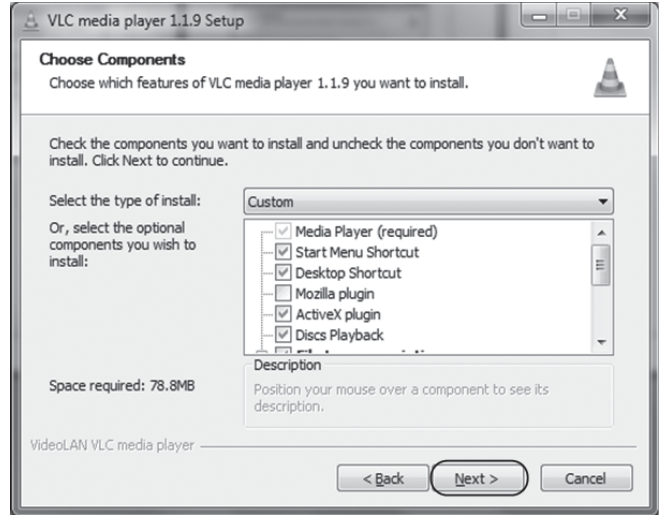 VLC media player 1.1.9 Setup
Choose Components
Choose which features of VLC media player 1.1.9 you want to install.
Check the components you want to install and uncheck the components you don't want to
install. Click Next to continue.
Select the type of install:
Custom
Or, select the optional
components you wish to
install:
Media Player (required)
Start Menu Shortcut
Desktop Shortcut
Mozilla plugin
ActiveX plugin
Discs Playback
Space required: 78.8MB
Description
Position your mouse over a component to see its
description.
VideoLAN VLC media player
< Back
Next >
Cancel